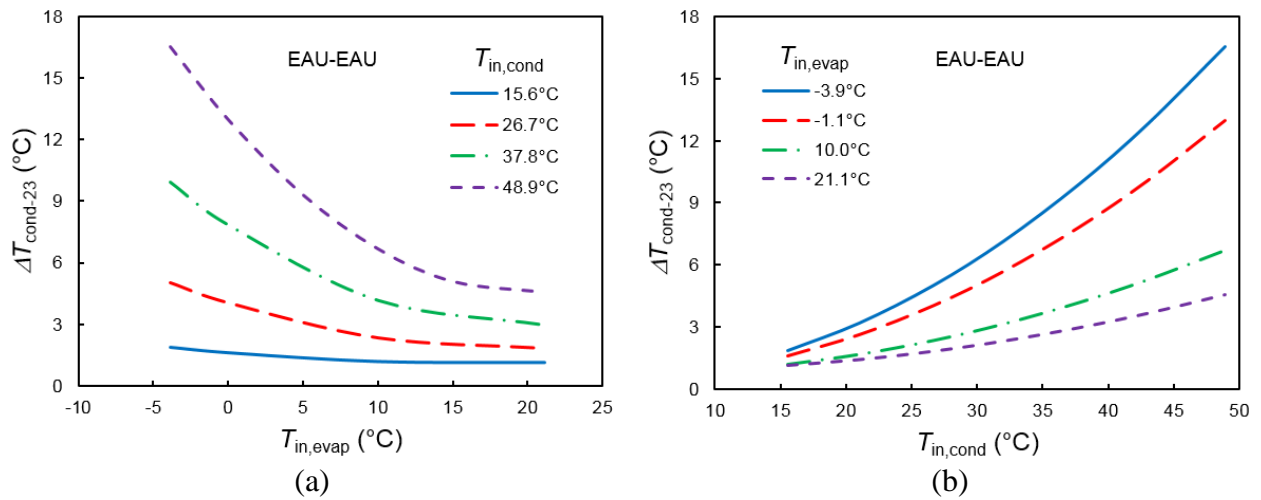 18
15
12
9
6
3
0
ΔTcond-23 (°C)
EAU-EAU
Tin,cond
15.6°C
26.7°C
37.8°C
48.9°C
-10 -5 0 5 10 15 20 25
Tin,evap (°C)
(a)
18
15
12
9
6
3
0
ΔTcond-23 (°C)
Tin,evap
EAU-EAU
-3.9°C
-1.1°C
10.0°C
21.1°C
10 15 20 25 30 35 40 45 50
Tin,cond (°C)
(b)